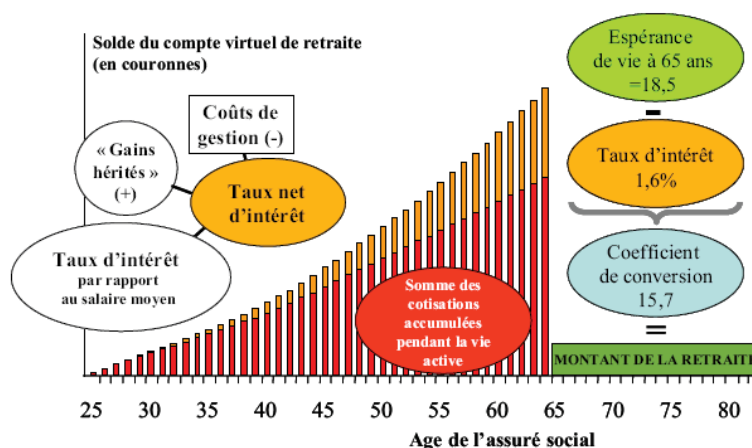 Solde du compte virtuel de retraite
(en couronnes)
Coûts de
gestion (-)
« Gains
hérités »
(+)
Taux net
d'intérêt
Taux d'intérêt
par rapport
au salaire moyen
Somme des
cotisations
accumulées
pendant la vie
active
Espérance
de vie à 65 ans
=18,5
-
Taux d'intérêt
1,6%
Coefficient
de conversion
15,7
=
MONTANT DE LA RETRAITE
25 30 35 40 45 50 55 60 65 70 75 80
Age de l'assuré social